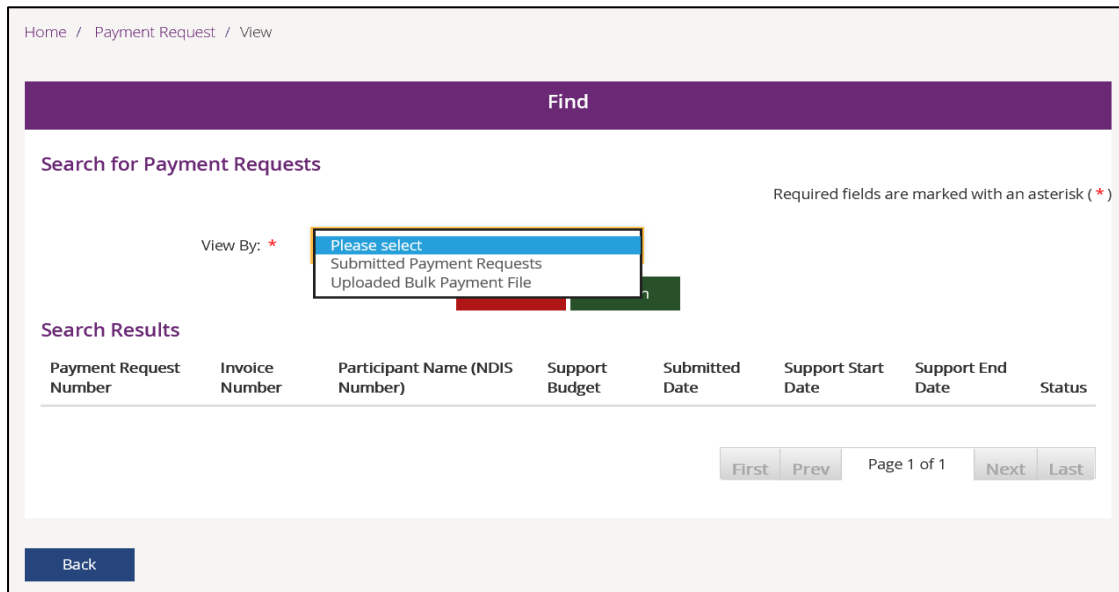 Home / Payment Request / View
Find
Search for Payment Requests
Required fields are marked with an asterisk (*)
View By: *
Please select
Submitted Payment Requests
Uploaded Bulk Payment File
Search Results
Payment Request Number
Invoice Number
Participant Name (NDIS Number)
Support Budget
Submitted Date
Support Start Date
Support End Date
Status
First Prev Page 1 of 1 Next Last
Back